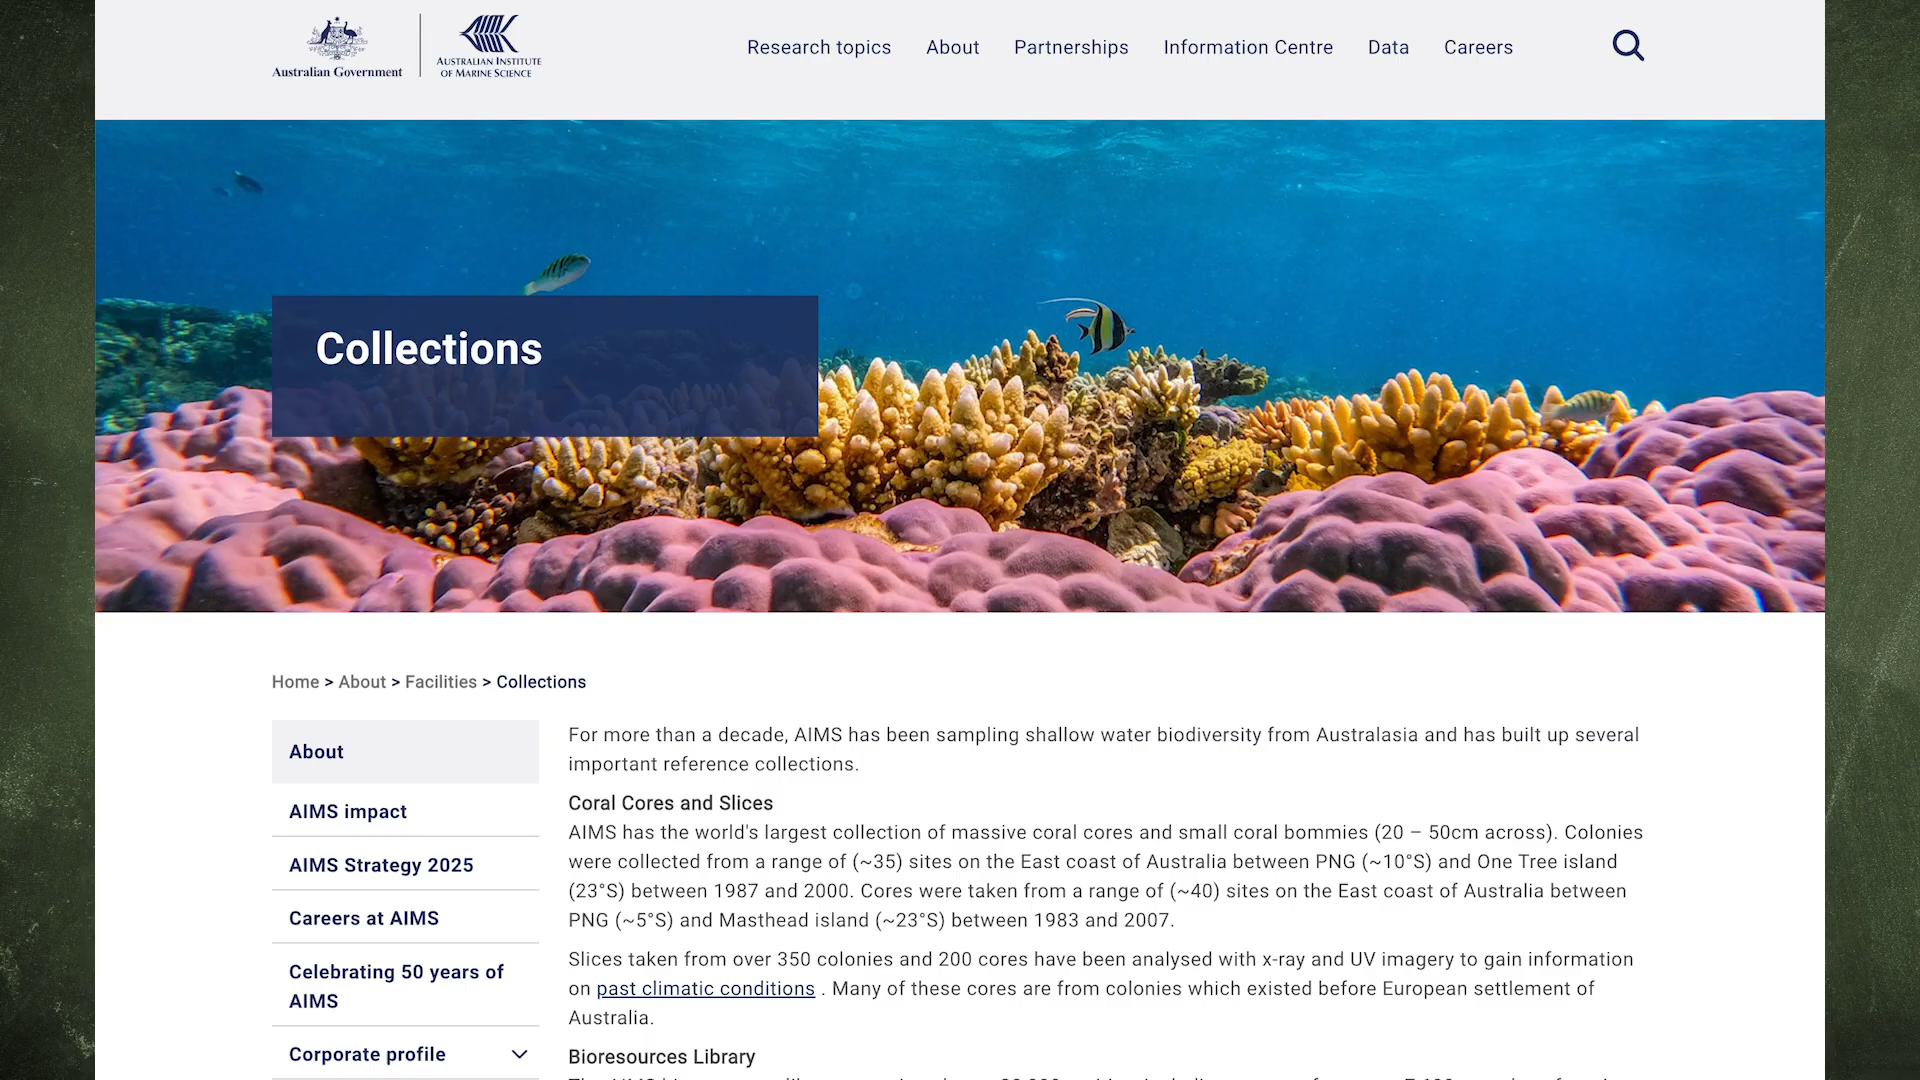 Australian Government
AUSTRALIAN INSTITUTE
OF MARINE SCIENCE
Research topics About Partnerships Information Centre Data Careers
Collections
Home > About > Facilities > Collections
About
AIMS impact
AIMS Strategy 2025
Careers at AIMS
Celebrating 50 years of
AIMS
Corporate profile
For more than a decade, AIMS has been sampling shallow water biodiversity from Australasia and has built up several
important reference collections.
Coral Cores and Slices
AIMS has the world's largest collection of massive coral cores and small coral bommies (20 – 50cm across). Colonies
were collected from a range of (~35) sites on the East coast of Australia between PNG (~10°S) and One Tree island
(23°S) between 1987 and 2000. Cores were taken from a range of (~40) sites on the East coast of Australia between
PNG (~5°S) and Masthead island (~23°S) between 1983 and 2007.
Slices taken from over 350 colonies and 200 cores have been analysed with x-ray and UV imagery to gain information
on past climatic conditions . Many of these cores are from colonies which existed before European settlement of
Australia.
Bioresources Library